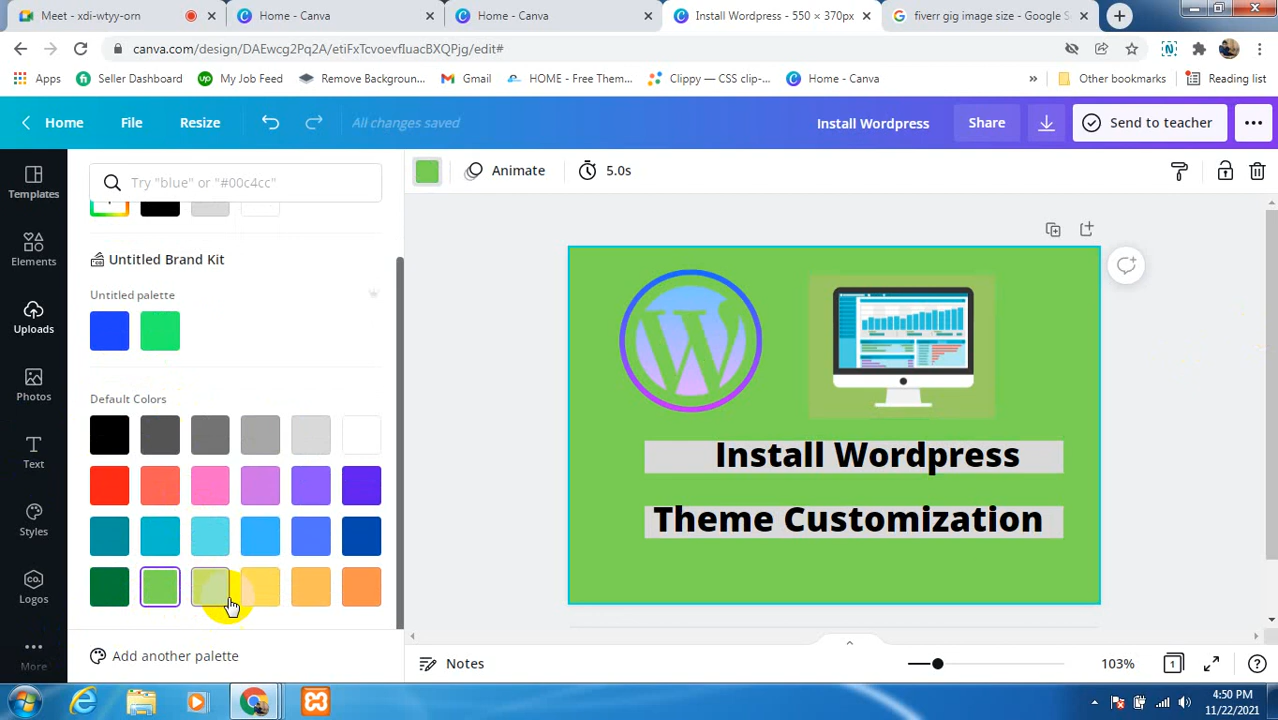 Meet - xdi-wtyy-orn
Home - Canva
Home - Canva
Install Wordpress - 550 × 370px
fiverr gig image size - Google S
canva.com/design/DAEwcg2Pq2A/etiFxTcvoevfIuacBXQPjg/edit#
Apps
Seller Dashboard
My Job Feed
Remove Backgroun...
Gmail
HOME - Free Them...
Clippy — CSS clip-...
Home - Canva
»
Other bookmarks
Reading list
Home
File
Resize
All changes saved
Install Wordpress
Share
Send to teacher
Templates
Elements
Uploads
Photos
Text
Styles
CO.
Logos
More
Try "blue" or "#00c4cc"
Untitled Brand Kit
Untitled palette
Default Colors
Add another palette
Animate
5.0s
W
Install Wordpress
Theme Customization
Notes
103%
1
4:50 PM
11/22/2021